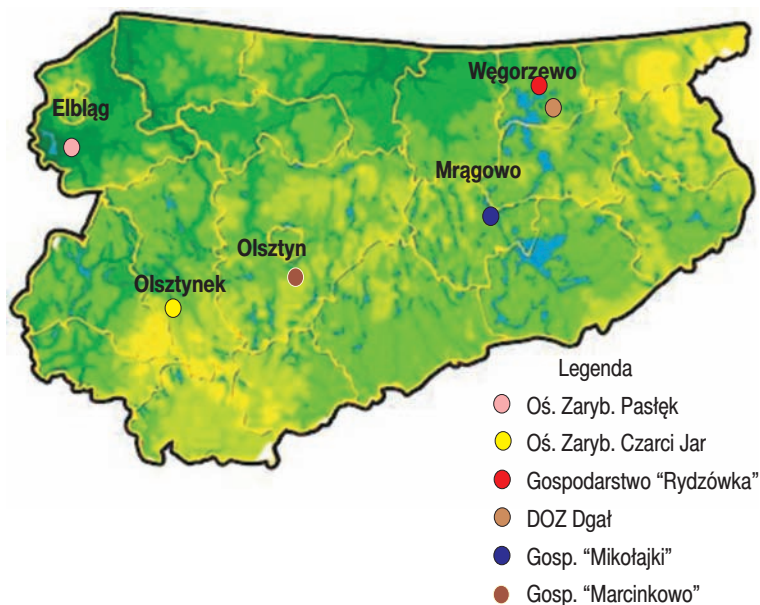 Węgorzewo
Elbląg
Mrągowo
Olsztyn
Olsztynek
Legenda
Oś. Zaryb. Pasłęk
Oś. Zaryb. Czarci Jar
Gospodarstwo “Rydzówka”
DOZ Dgał
Gosp. “Mikołajki”
Gosp. “Marcinkowo”